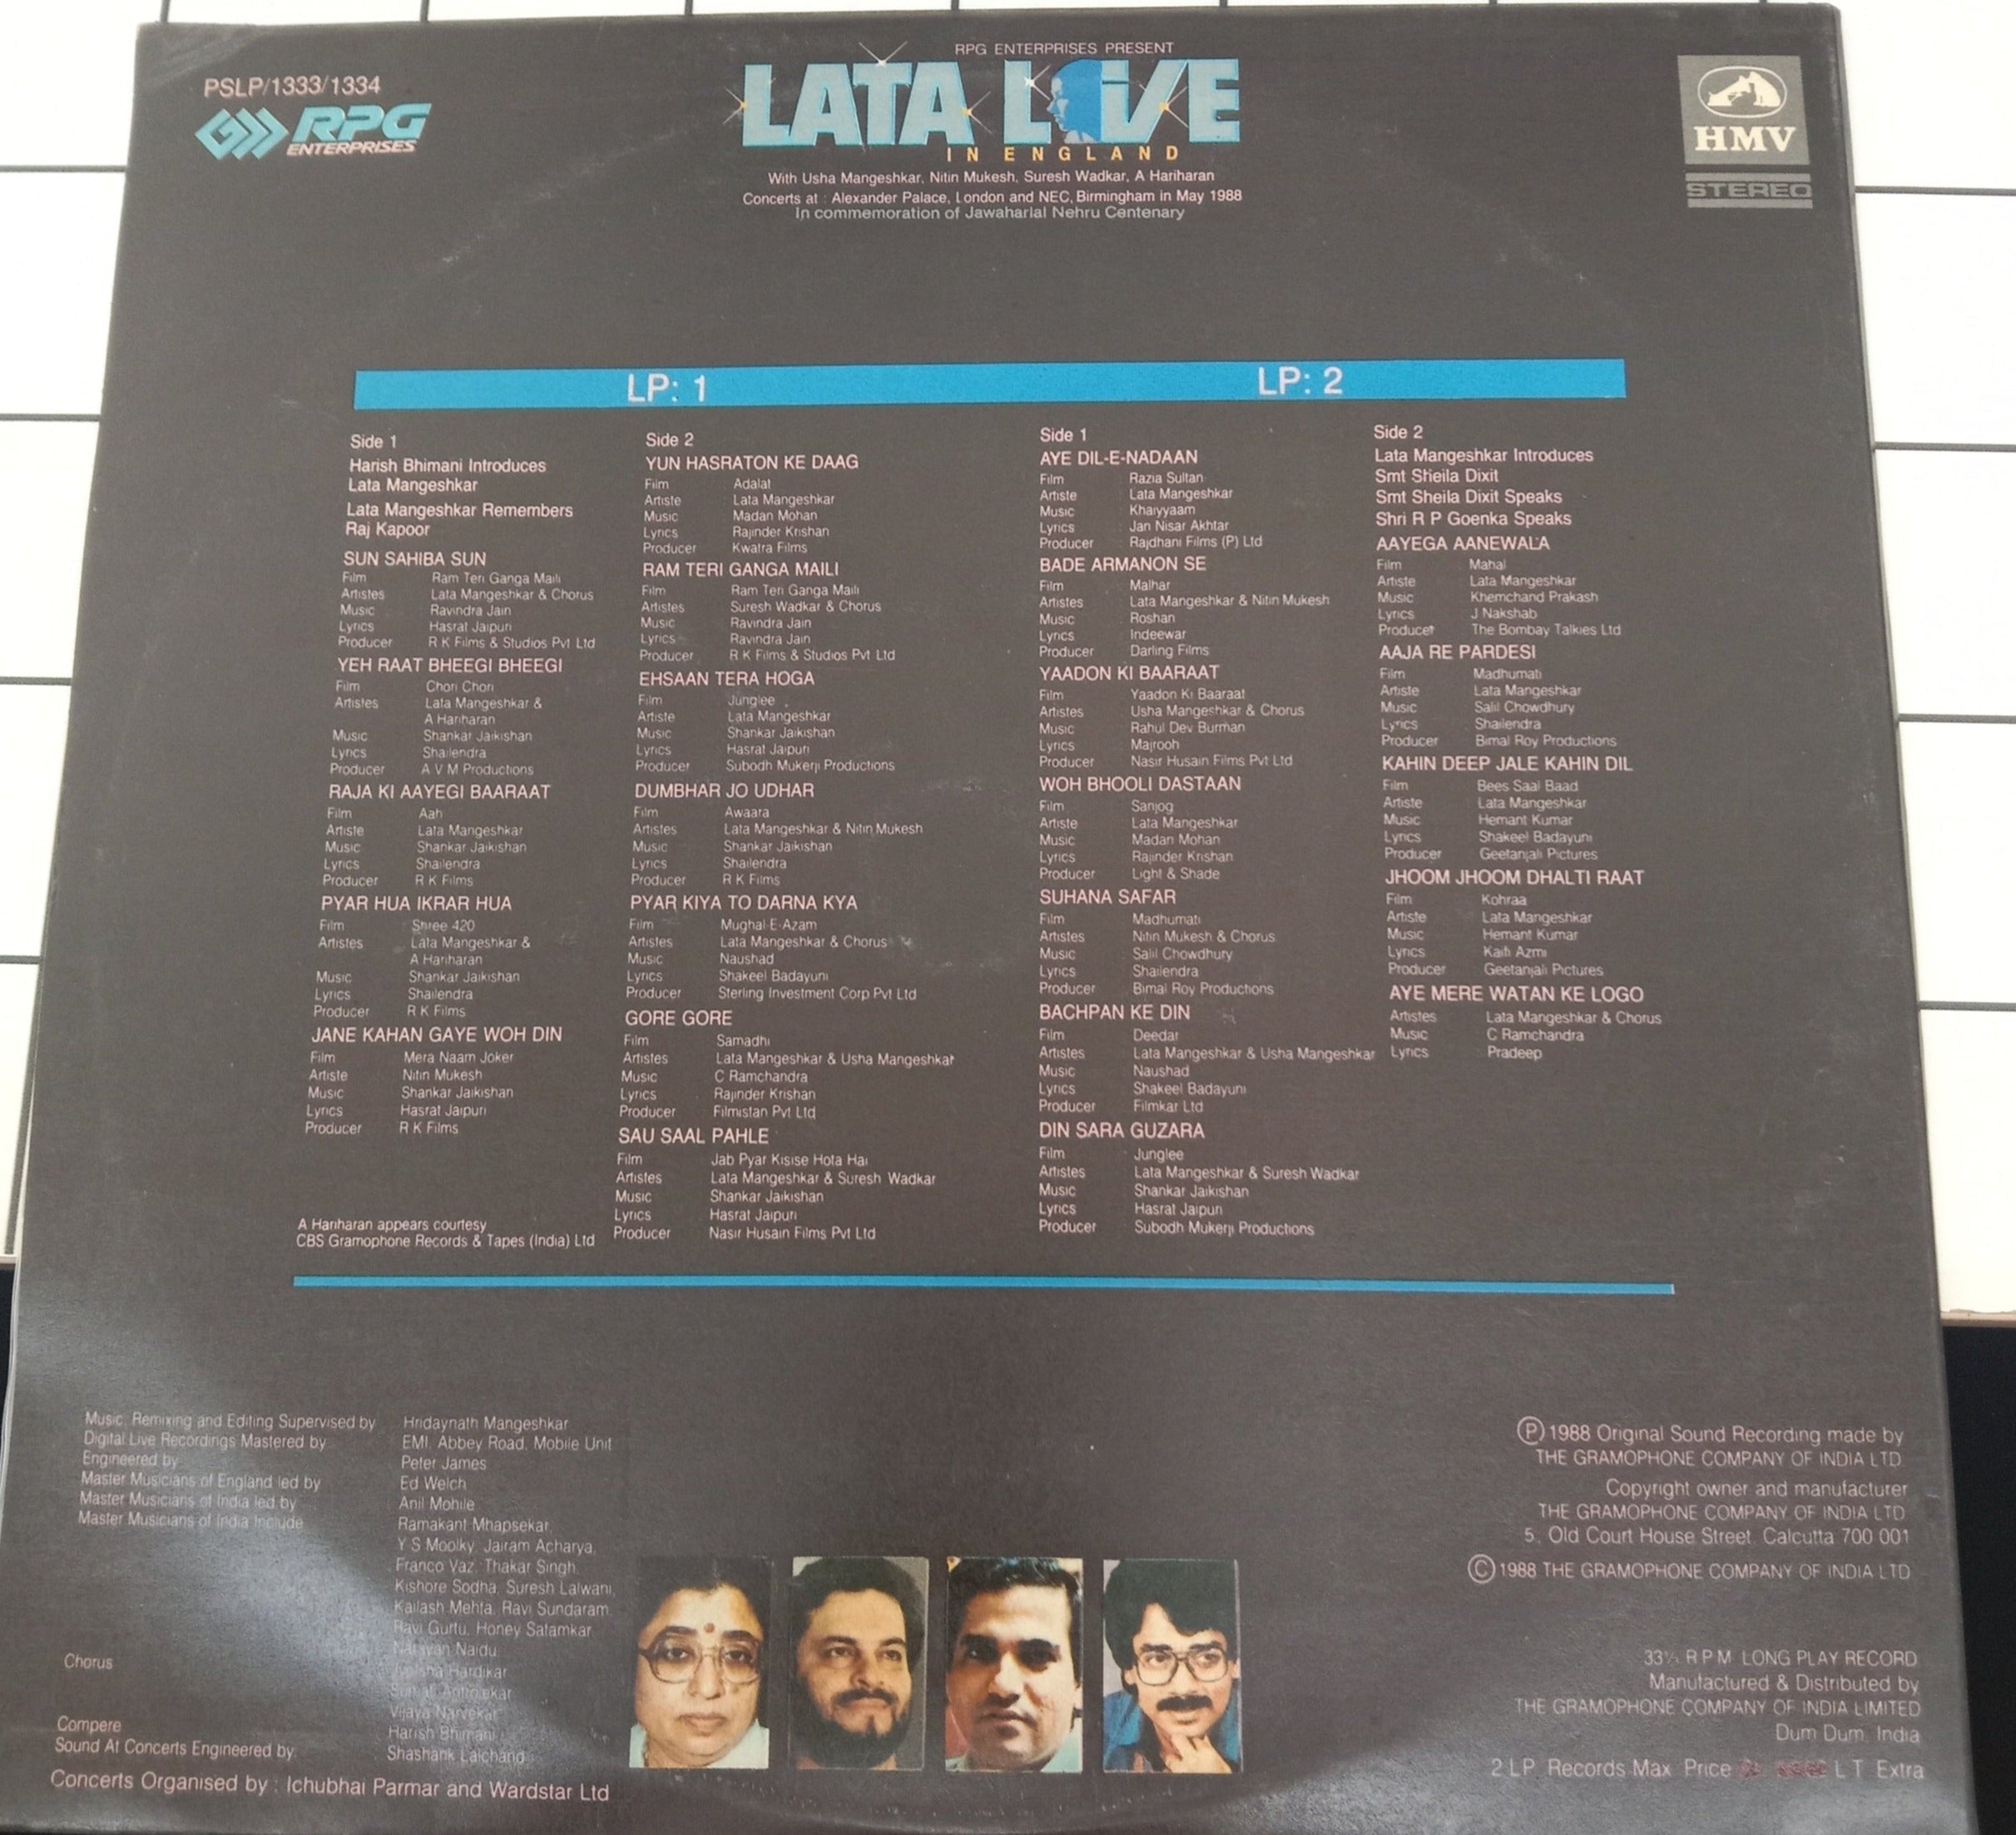 PSLP/1333/1334
RPG
ENTERPRISES
RPG ENTERPRISES PRESENT
LATA LIVE
IN ENGLAND
With Usha Mangeshkar, Nitin Mukesh, Suresh Wadkar, A Hariharan
Concerts at : Alexander Palace, London and NEC, Birmingham in May 1988
In commemoration of Jawaharlal Nehru Centenary
HMV
STEREO
LP: 1
Side 1
Harish Bhimani Introduces
Lata Mangeshkar
Lata Mangeshkar Remembers
Raj Kapoor
SUN SAHIBA SUN
Film Ram Teri Ganga Maili
Artistes Lata Mangeshkar & Chorus
Music Ravindra Jain
Lyrics Hasrat Jaipuri
Producer R K Films & Studios Pvt Ltd
YEH RAAT BHEEGI BHEEGI
Film Chori Chori
Artistes Lata Mangeshkar &
A Hariharan
Music Shankar Jaikishan
Lyrics Shailendra
Producer A V M Productions
RAJA KI AAYEGI BAARAAT
Film Aah
Artiste Lata Mangeshkar
Music Shankar Jaikishan
Lyrics Shailendra
Producer R K Films
PYAR HUA IKRAR HUA
Film Shree 420
Artistes Lata Mangeshkar &
A Hariharan
Music Shankar Jaikishan
Lyrics Shailendra
Producer R K Films
JANE KAHAN GAYE WOH DIN
Film Mera Naam Joker
Artiste Nitin Mukesh
Music Shankar Jaikishan
Lyrics Hasrat Jaipuri
Producer R K Films
A Hariharan appears courtesy
CBS Gramophone Records & Tapes (India) Ltd
Side 2
YUN HASRATON KE DAAG
Film Adalat
Artiste Lata Mangeshkar
Music Madan Mohan
Lyrics Rajinder Krishan
Producer Kwatra Films
RAM TERI GANGA MAILI
Film Ram Teri Ganga Maili
Artistes Suresh Wadkar & Chorus
Music Ravindra Jain
Lyrics Ravindra Jain
Producer R K Films & Studios Pvt Ltd
EHSAAN TERA HOGA
Film Junglee
Artiste Lata Mangeshkar
Music Shankar Jaikishan
Lyrics Hasrat Jaipuri
Producer Subodh Mukerji Productions
DUMBHAR JO UDHAR
Film Awaara
Artistes Lata Mangeshkar & Nitin Mukesh
Music Shankar Jaikishan
Lyrics Shailendra
Producer R K Films
PYAR KIYA TO DARNA KYA
Film Mughal-E-Azam
Artistes Lata Mangeshkar & Chorus
Music Naushad
Lyrics Shakeel Badayuni
Producer Sterling Investment Corp Pvt Ltd
GORE GORE
Film Samadhi
Artistes Lata Mangeshkar & Usha Mangeshkar
Music C Ramchandra
Lyrics Rajinder Krishan
Producer Filmistan Pvt Ltd
SAU SAAL PAHLE
Film Jab Pyar Kisise Hota Hai
Artistes Lata Mangeshkar & Suresh Wadkar
Music Shankar Jaikishan
Lyrics Hasrat Jaipuri
Producer Nasir Husain Films Pvt Ltd
LP: 2
Side 1
AYE DIL-E-NADAAN
Film Razia Sultan
Artiste Lata Mangeshkar
Music Khaiyyaam
Lyrics Jan Nisar Akhtar
Producer Rajdhani Films (P) Ltd
BADE ARMANON SE
Film Malhar
Artistes Lata Mangeshkar & Nitin Mukesh
Music Roshan
Lyrics Indeewar
Producer Darling Films
YAADON KI BAARAAT
Film Yaadon Ki Baaraat
Artistes Usha Mangeshkar & Chorus
Music Rahul Dev Burman
Lyrics Majrooh
Producer Nasir Husain Films Pvt Ltd
WOH BHOOLI DASTAAN
Film Sanjog
Artiste Lata Mangeshkar
Music Madan Mohan
Lyrics Rajinder Krishan
Producer Light & Shade
SUHANA SAFAR
Film Madhumati
Artistes Nitin Mukesh & Chorus
Music Salil Chowdhury
Lyrics Shailendra
Producer Bimal Roy Productions
BACHPAN KE DIN
Film Deedar
Artistes Lata Mangeshkar & Usha Mangeshkar
Music Naushad
Lyrics Shakeel Badayuni
Producer Filmkar Ltd
DIN SARA GUZARA
Film Junglee
Artistes Lata Mangeshkar & Suresh Wadkar
Music Shankar Jaikishan
Lyrics Hasrat Jaipuri
Producer Subodh Mukerji Productions
Side 2
Lata Mangeshkar Introduces
Smt Sheila Dixit
Smt Sheila Dixit Speaks
Shri R P Goenka Speaks
AAYEGA AANEWALA
Film Mahal
Artiste Lata Mangeshkar
Music Khemchand Prakash
Lyrics J Nakshab
Producer The Bombay Talkies Ltd
AAJA RE PARDESI
Film Madhumati
Artiste Lata Mangeshkar
Music Salil Chowdhury
Lyrics Shailendra
Producer Bimal Roy Productions
KAHIN DEEP JALE KAHIN DIL
Film Bees Saal Baad
Artiste Lata Mangeshkar
Music Hemant Kumar
Lyrics Shakeel Badayuni
Producer Geetanjali Pictures
JHOOM JHOOM DHALTI RAAT
Film Kohraa
Artiste Lata Mangeshkar
Music Hemant Kumar
Lyrics Kaifi Azmi
Producer Geetanjali Pictures
AYE MERE WATAN KE LOGO
Artistes Lata Mangeshkar & Chorus
Music C Ramchandra
Lyrics Pradeep
Music, Remixing and Editing Supervised by Hridaynath Mangeshkar
Digital Live Recordings Mastered by EMI, Abbey Road, Mobile Unit
Engineered by Peter James
Master Musicians of England led by Ed Welch
Master Musicians of India led by Anil Mohile
Master Musicians of India Include Ramakant Mhapsekar,
Y S Moolky, Jairam Acharya,
Franco Vaz, Thakar Singh,
Kishore Sodha, Suresh Lalwani,
Kailash Mehta, Ravi Sundaram,
Ravi Gurtu, Honey Satamkar
Narayan Naidu
Chorus Hardikar
Vijaya Narvekar
Compere Harish Bhimani
Sound At Concerts Engineered by Shashank Lalchand
Concerts Organised by : Ichubhai Parmar and Wardstar Ltd
Ⓟ 1988 Original Sound Recording made by
THE GRAMOPHONE COMPANY OF INDIA LTD
Copyright owner and manufacturer
THE GRAMOPHONE COMPANY OF INDIA LTD
5, Old Court House Street, Calcutta 700 001
© 1988 THE GRAMOPHONE COMPANY OF INDIA LTD
33⅓ R P M LONG PLAY RECORD
Manufactured & Distributed by
THE GRAMOPHONE COMPANY OF INDIA LIMITED
Dum Dum, India
2 LP Records Max Price L T Extra